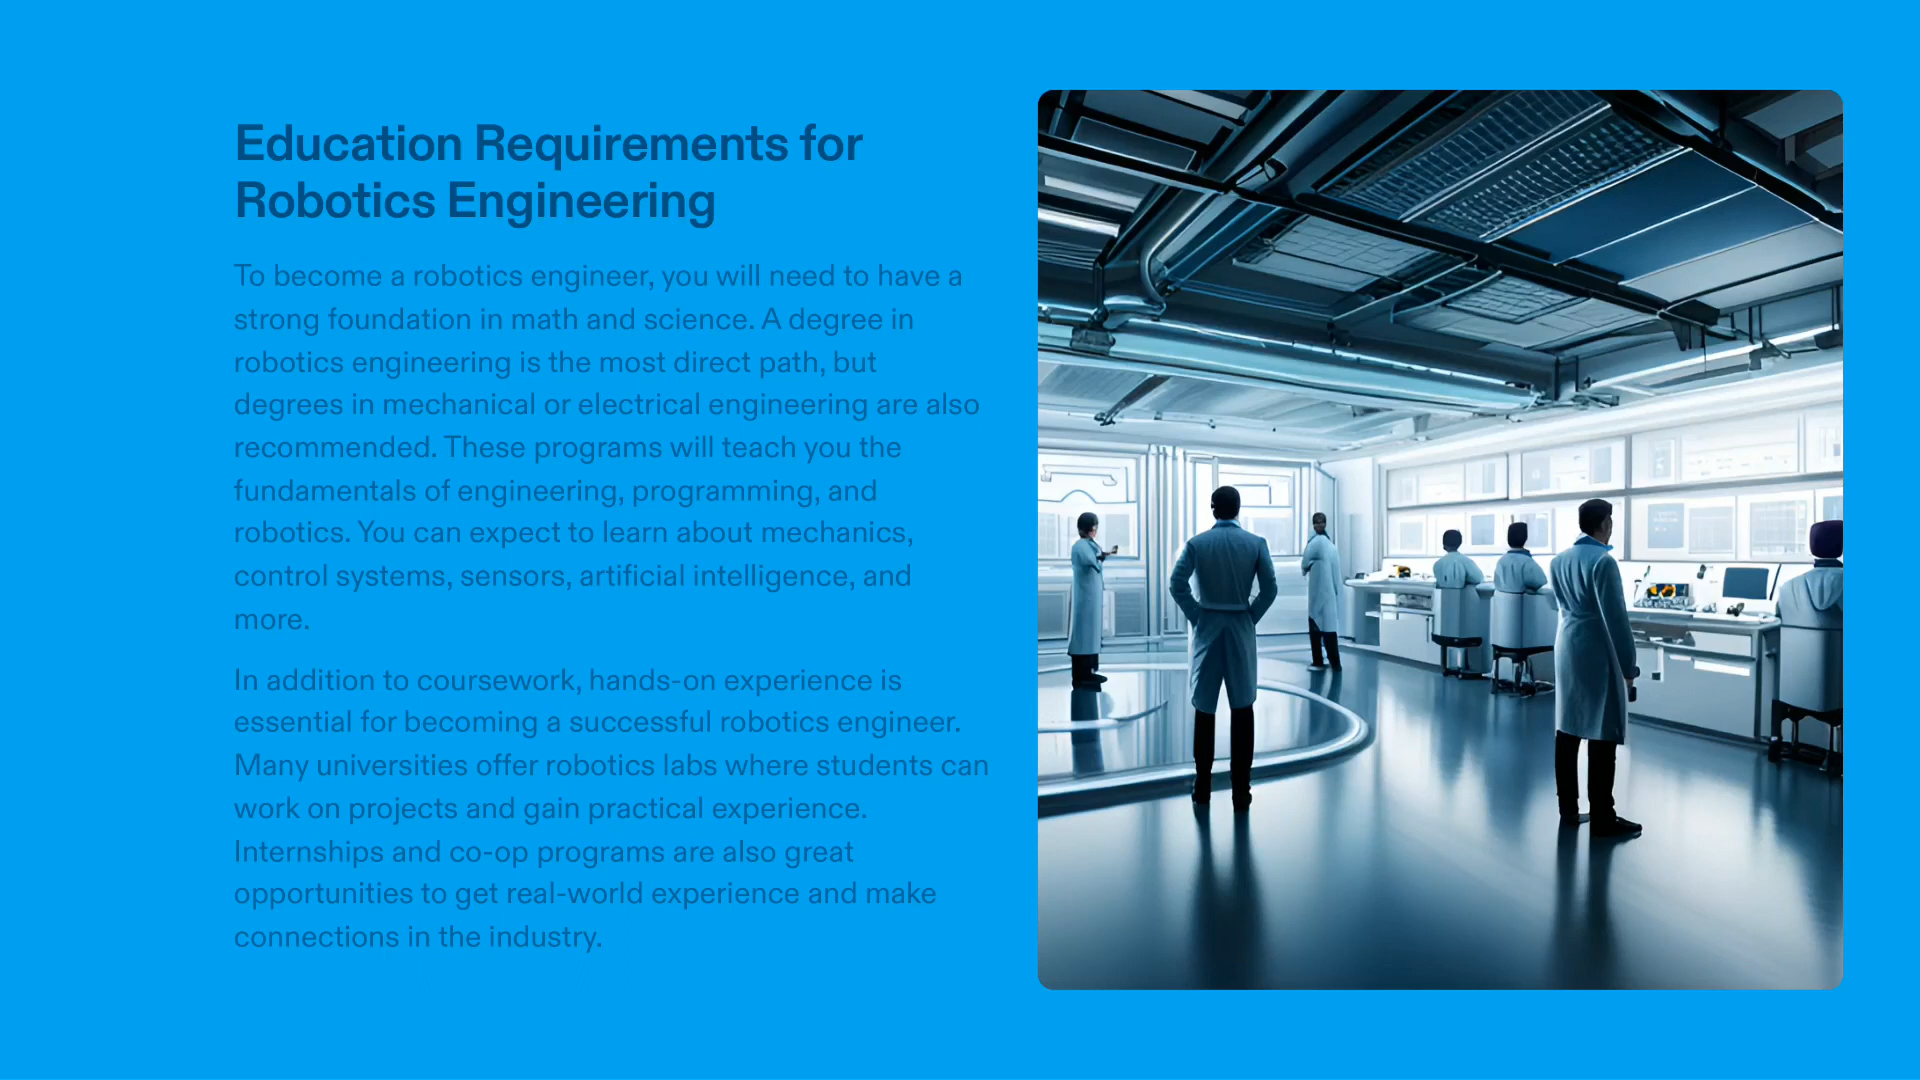 Education Requirements for
Robotics Engineering
To become a robotics engineer, you will need to have a
strong foundation in math and science. A degree in
robotics engineering is the most direct path, but
degrees in mechanical or electrical engineering are also
recommended. These programs will teach you the
fundamentals of engineering, programming, and
robotics. You can expect to learn about mechanics,
control systems, sensors, artificial intelligence, and
more.
In addition to coursework, hands-on experience is
essential for becoming a successful robotics engineer.
Many universities offer robotics labs where students can
work on projects and gain practical experience.
Internships and co-op programs are also great
opportunities to get real-world experience and make
connections in the industry.